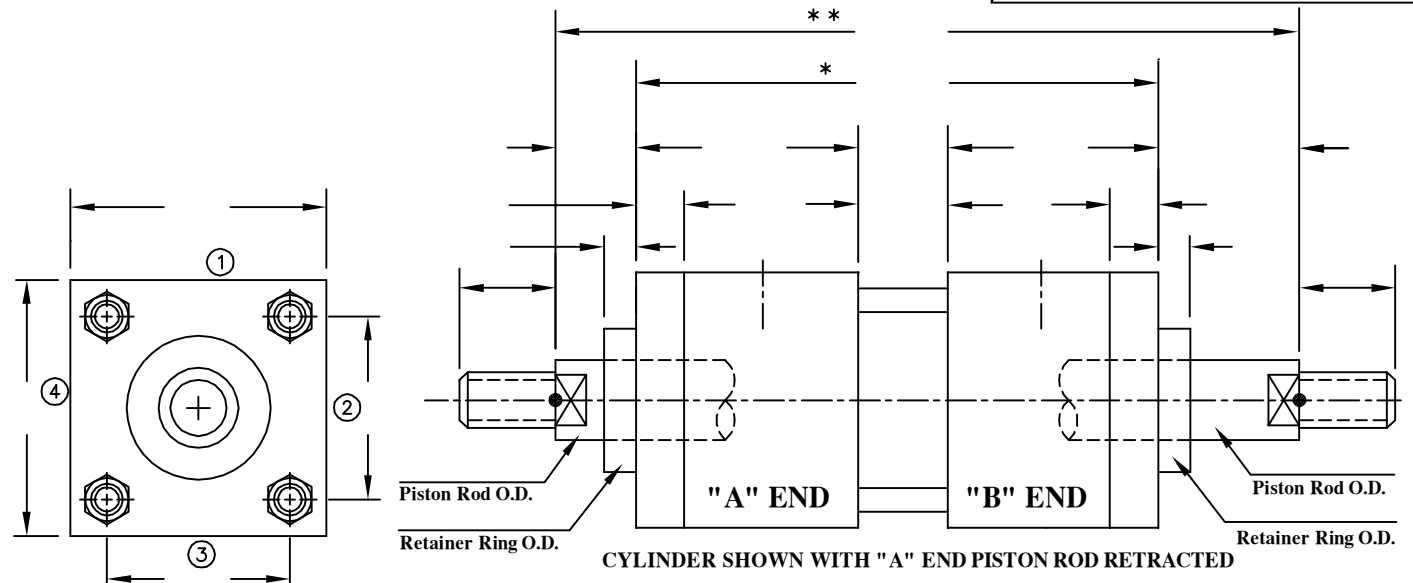 **
*
1
4
2
Piston Rod O.D.
"A" END
"B" END
Piston Rod O.D.
Retainer Ring O.D.
Retainer Ring O.D.
3
CYLINDER SHOWN WITH "A" END PISTON ROD RETRACTED